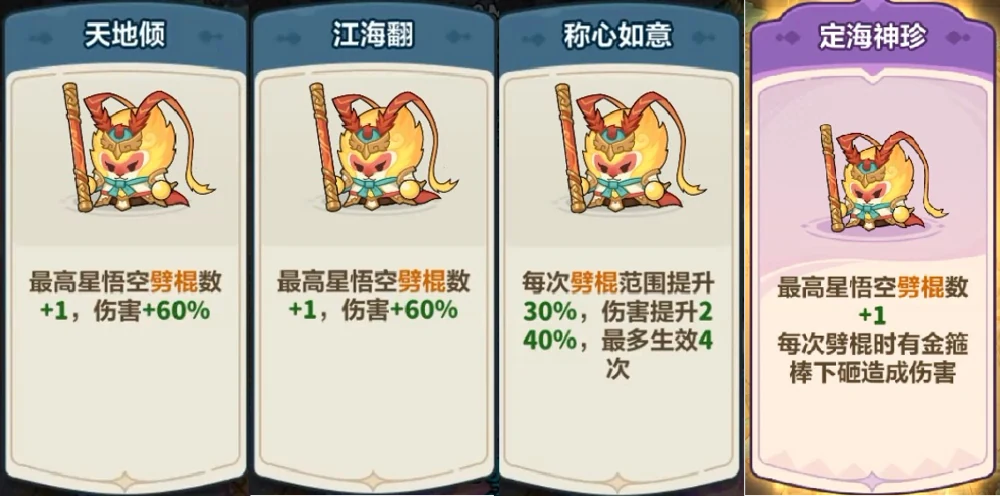 天地倾
最高星悟空劈棍数
+1，伤害+60%
江海翻
最高星悟空劈棍数
+1，伤害+60%
称心如意
每次劈棍范围提升
30%，伤害提升2
40%，最多生效4
次
定海神珍
最高星悟空劈棍数
+1
每次劈棍时有金箍
棒下砸造成伤害